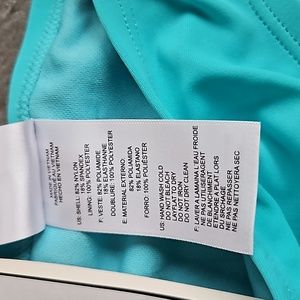 MADE IN VIETNAM
FABRIQUÉ AU VIETNAM
HECHO EN VIETNAM
US: SHELL: 82% NYLON
18% SPANDEX
LINING: 100% POLYESTER
F: VESTE: 82% POLYAMIDE
18% ELASTHANNE
DOUBLURE: 100% POLYESTER
E: MATERIAL EXTERNO:
82% POLIAMIDA
18% ELASTANO
FORRO: 100% POLIÉSTER
US: HAND WASH COLD
DO NOT BLEACH
LAY FLAT TO DRY
DO NOT IRON
DO NOT DRY CLEAN
F: LAVER A LA MAIN A L'EAU FROIDE
NE PAS UTILISER AGENT
DE BLANCHIMENT
ETENDRE A PLAT LORS
DU SECHAGE
NE PAS REPASSER
NE PAS NETTOYER A SEC